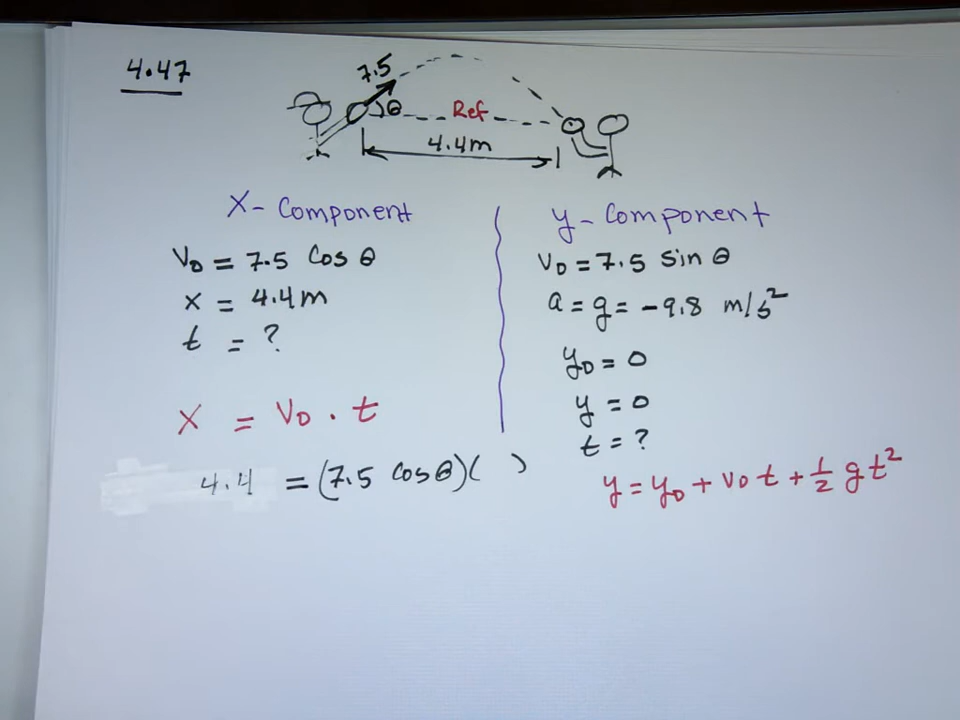 4.47
7.5
θ
Ref
4.4m
x - Component
v₀ = 7.5 Cos θ
x = 4.4m
t = ?
x = v₀ . t
4.4 = (7.5 cosθ)( )
y - Component
v₀ = 7.5 sin θ
a = g = -9.8 m/s²
y₀ = 0
y = 0
t = ?
y = y₀ + v₀ t + 1/2 g t²